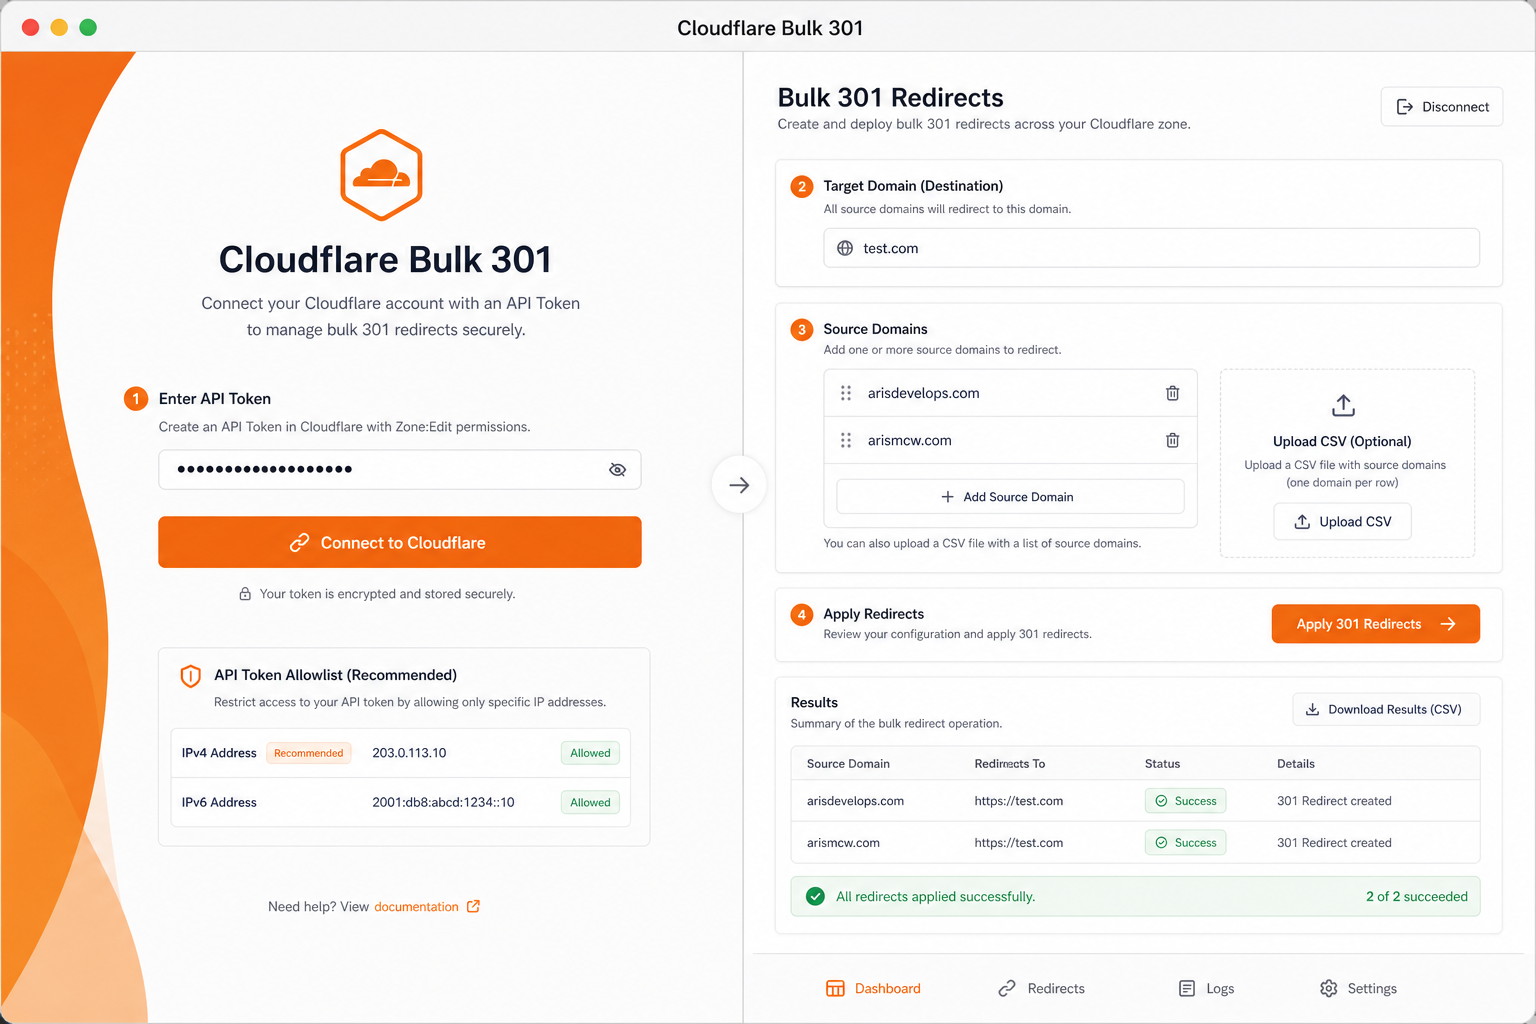 Cloudflare Bulk 301
Cloudflare Bulk 301
Connect your Cloudflare account with an API Token
to manage bulk 301 redirects securely.
1 Enter API Token
Create an API Token in Cloudflare with Zone:Edit permissions.
••••••••••••••••••
Connect to Cloudflare
Your token is encrypted and stored securely.
API Token Allowlist (Recommended)
Restrict access to your API token by allowing only specific IP addresses.
IPv4 Address Recommended 203.0.113.10 Allowed
IPv6 Address 2001:db8:abcd:1234::10 Allowed
Need help? View documentation
Bulk 301 Redirects
Create and deploy bulk 301 redirects across your Cloudflare zone.
Disconnect
2 Target Domain (Destination)
All source domains will redirect to this domain.
test.com
3 Source Domains
Add one or more source domains to redirect.
arisdevelops.com
arismcw.com
+ Add Source Domain
You can also upload a CSV file with a list of source domains.
Upload CSV (Optional)
Upload a CSV file with source domains
(one domain per row)
Upload CSV
4 Apply Redirects
Review your configuration and apply 301 redirects.
Apply 301 Redirects →
Results
Summary of the bulk redirect operation.
Download Results (CSV)
Source Domain Redirects To Status Details
arisdevelops.com https://test.com Success 301 Redirect created
arismcw.com https://test.com Success 301 Redirect created
All redirects applied successfully. 2 of 2 succeeded
Dashboard Redirects Logs Settings